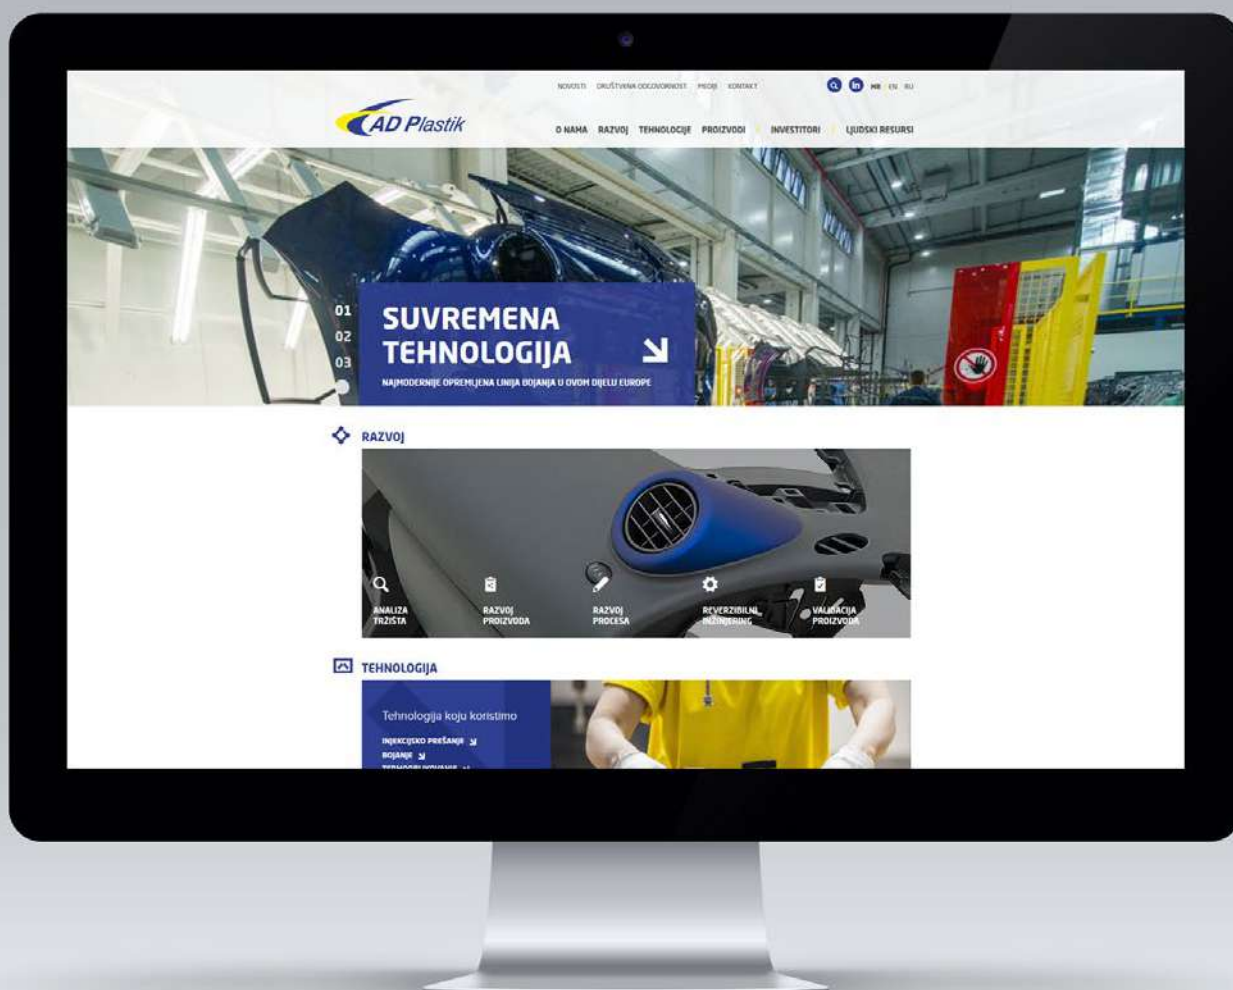 NOVOSTI DRUŠTVENA ODGOVORNOST MEDIJI KONTAKT
in HR EN RU
AD Plastik
O NAMA RAZVOJ TEHNOLOGIJE PROIZVODI INVESTITORI LJUDSKI RESURSI
01
02
03
SUVREMENA
TEHNOLOGIJA
NAJMODERNIJE OPREMLJENA LINIJA BOJANJA U OVOM DIJELU EUROPE
RAZVOJ
ANALIZA
TRŽIŠTA
RAZVOJ
PROIZVODA
RAZVOJ
PROCESA
REVERZIBILNI
INŽINJERING
VALIDACIJA
PROIZVODA
TEHNOLOGIJA
Tehnologija koju koristimo
INJEKCIJSKO PREŠANJE
BOJANJE